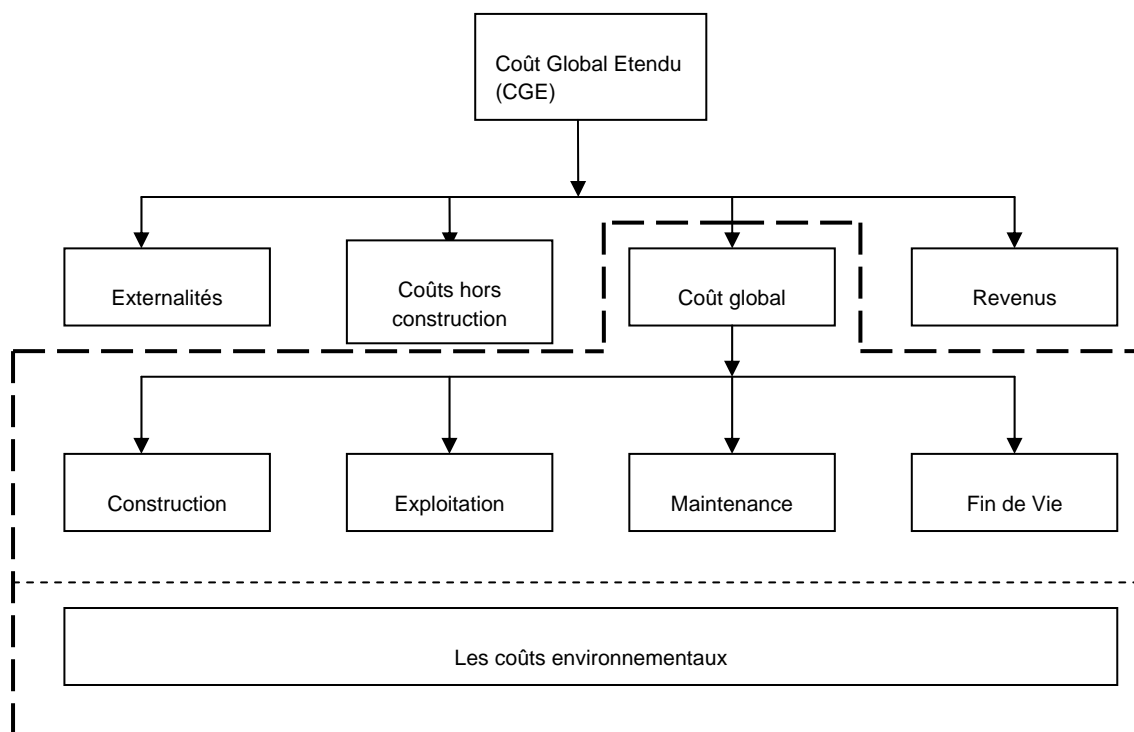 Coût Global Etendu
(CGE)
Externalités
Coûts hors
construction
Coût global
Revenus
Construction
Exploitation
Maintenance
Fin de Vie
Les coûts environnementaux